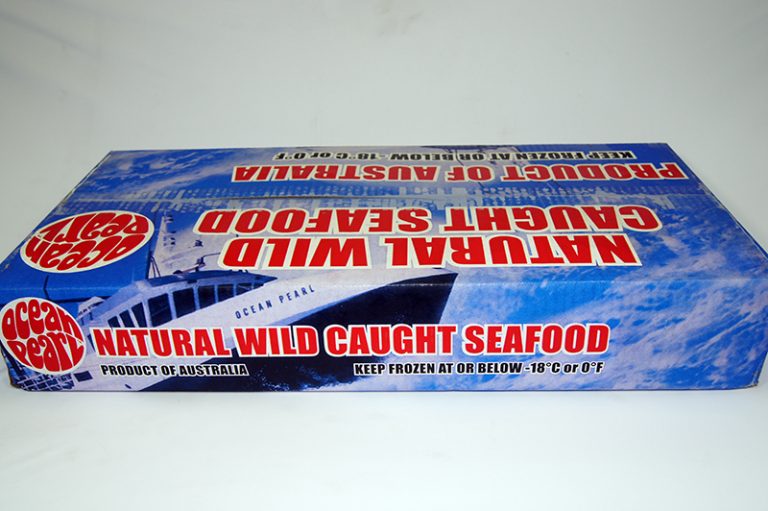 KEEP FROZEN AT OR BELOW -18°C or 0°F
PRODUCT OF AUSTRALIA
NATURAL WILD
CAUGHT SEAFOOD
ocean
pearl
OCEAN PEARL
ocean
pearl
NATURAL WILD CAUGHT SEAFOOD
PRODUCT OF AUSTRALIA
KEEP FROZEN AT OR BELOW -18°C or 0°F